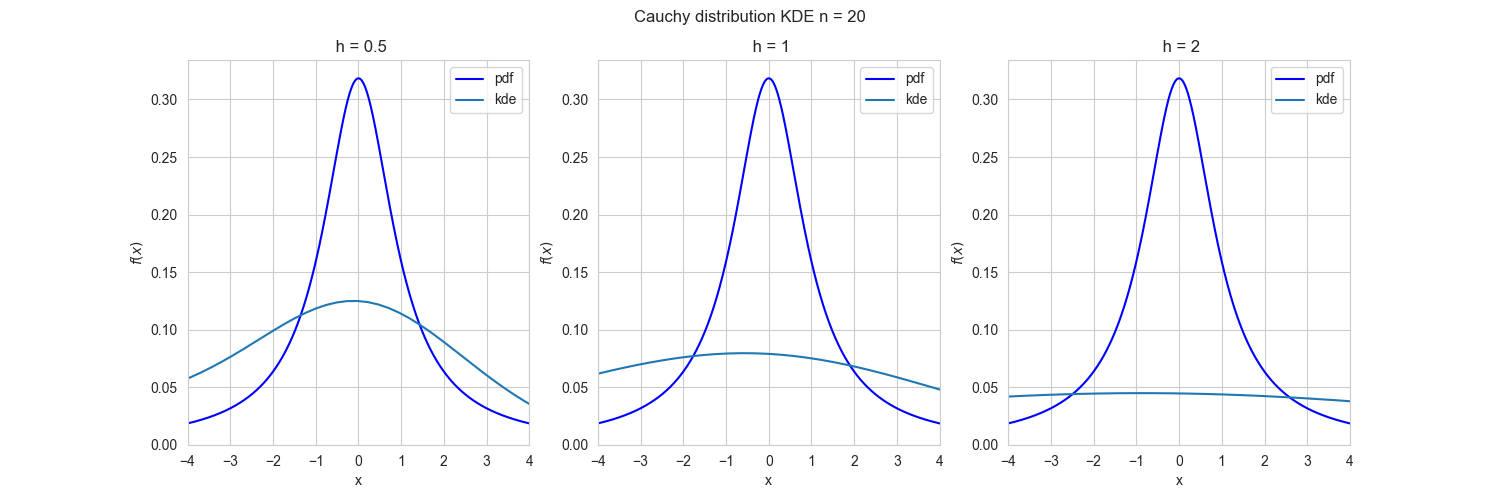 Cauchy distribution KDE n = 20
h = 0.5
f(x)
0.30
0.25
0.20
0.15
0.10
0.05
0.00
−4 −3 −2 −1 0 1 2 3 4
x
pdf
kde
h = 1
f(x)
0.30
0.25
0.20
0.15
0.10
0.05
0.00
−4 −3 −2 −1 0 1 2 3 4
x
pdf
kde
h = 2
f(x)
0.30
0.25
0.20
0.15
0.10
0.05
0.00
−4 −3 −2 −1 0 1 2 3 4
x
pdf
kde